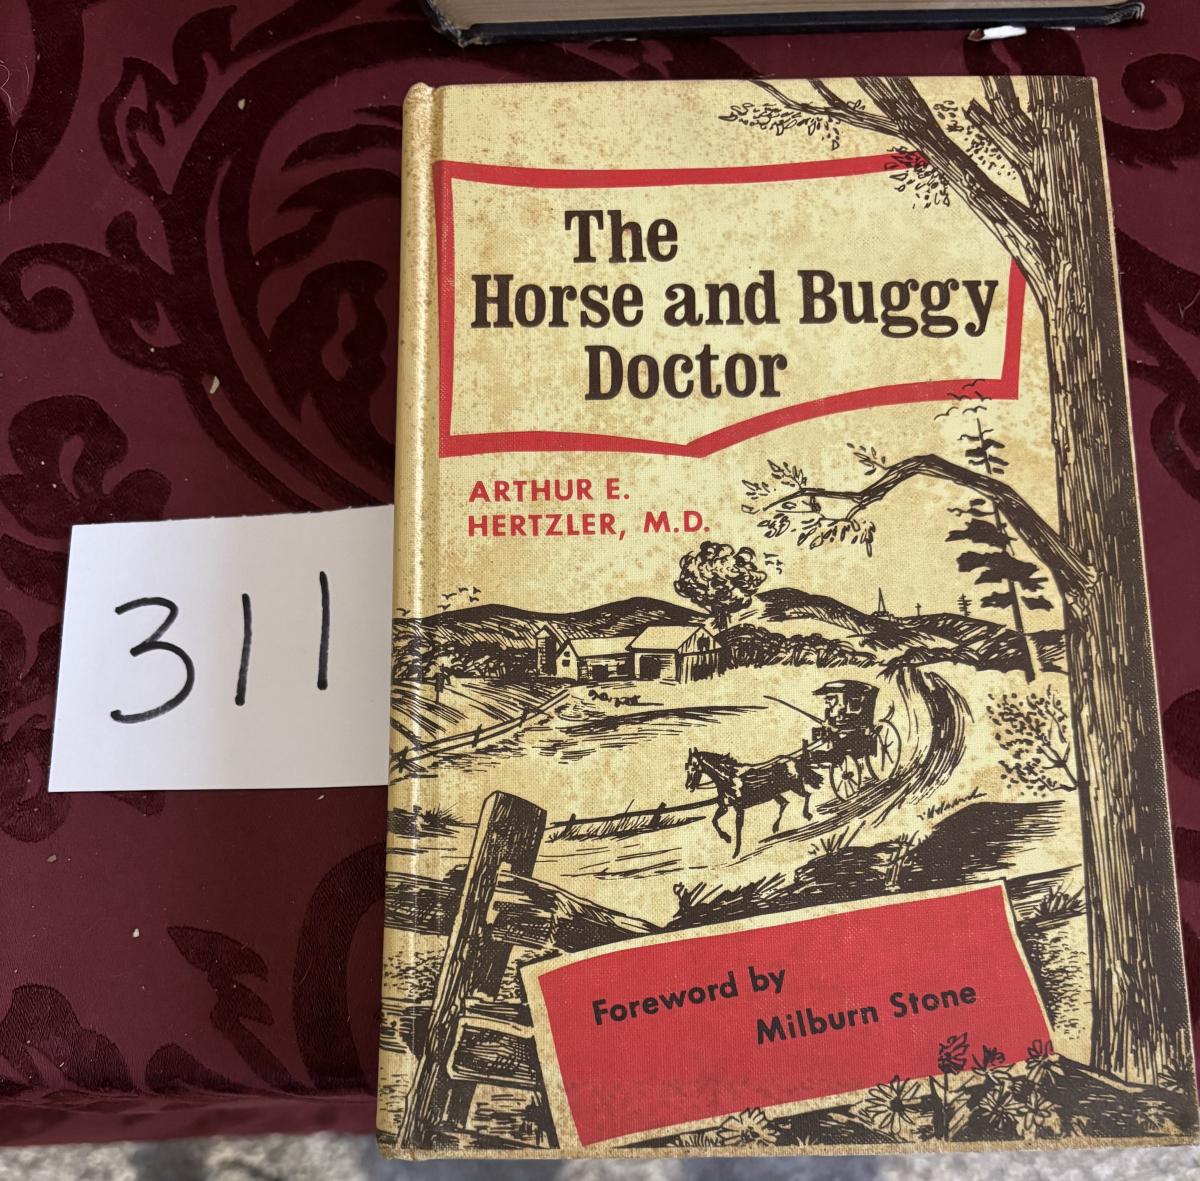 The
Horse and Buggy
Doctor
ARTHUR E.
HERTZLER, M.D.
311
Foreword by
Milburn Stone